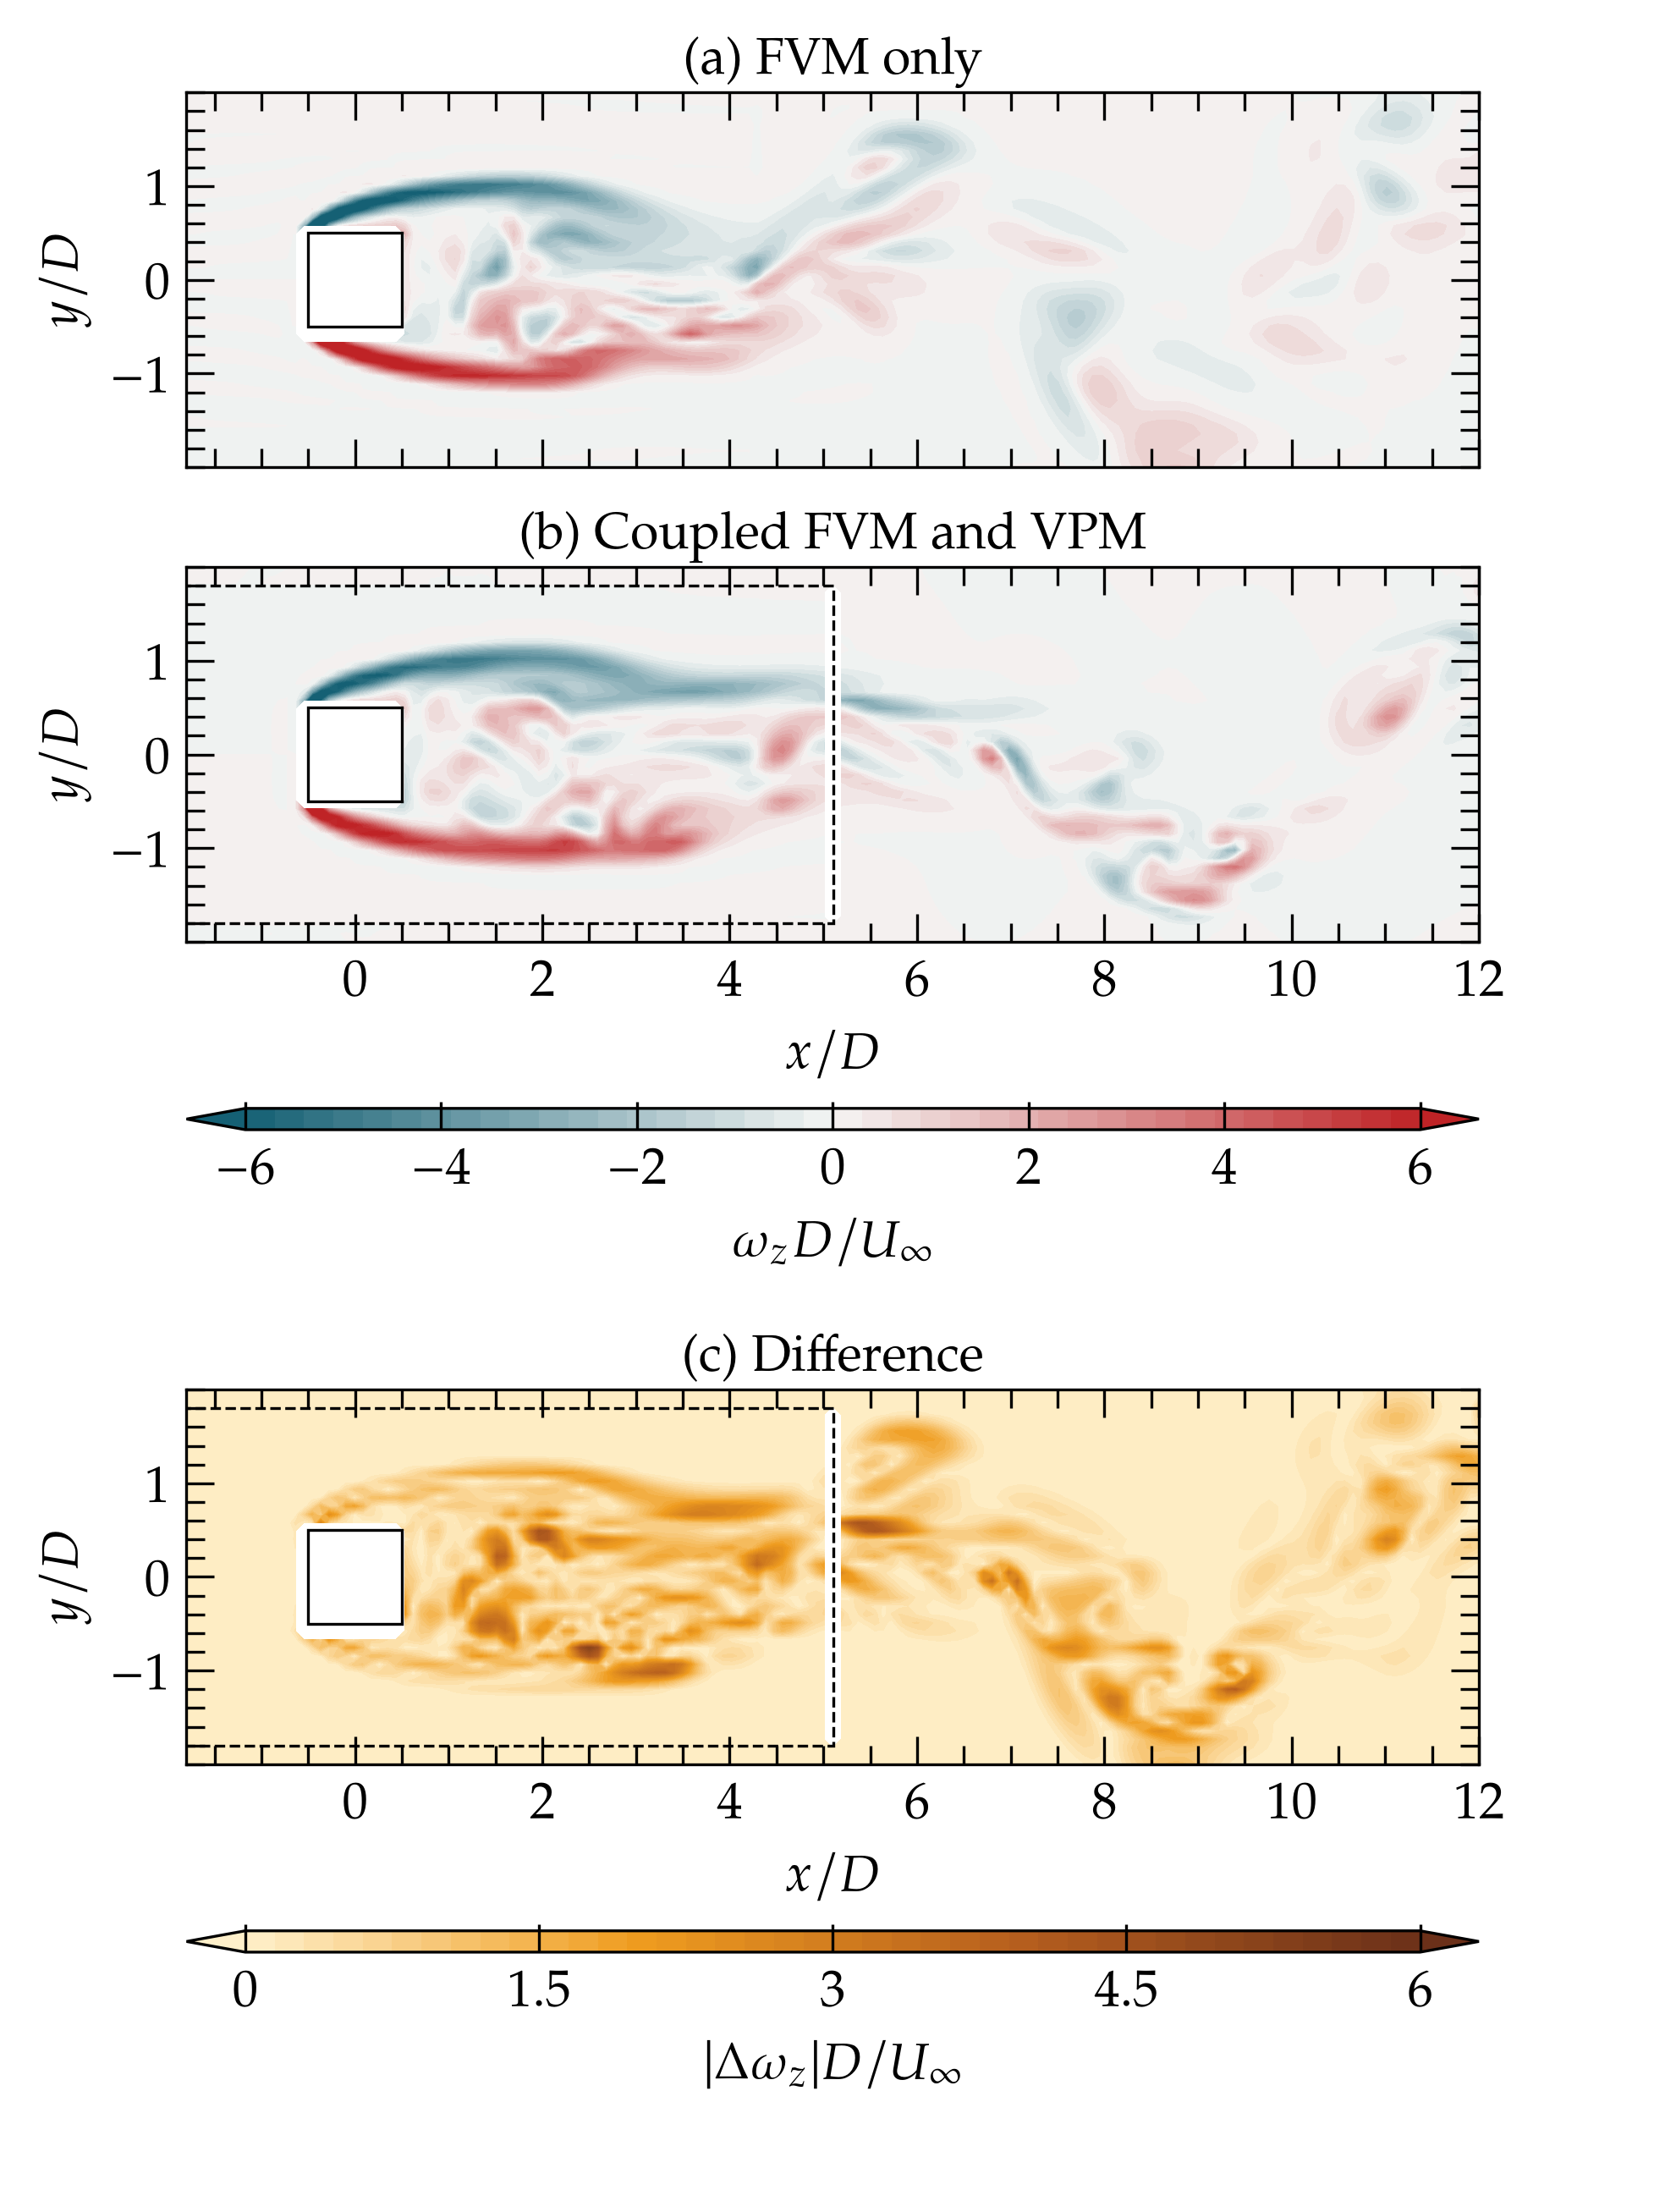 (a) FVM only
y/D
1
0
−1
(b) Coupled FVM and VPM
y/D
1
0
−1
0 2 4 6 8 10 12
x/D
−6 −4 −2 0 2 4 6
ω_z D/U_∞
(c) Difference
y/D
1
0
−1
0 2 4 6 8 10 12
x/D
0 1.5 3 4.5 6
|Δω_z|D/U_∞